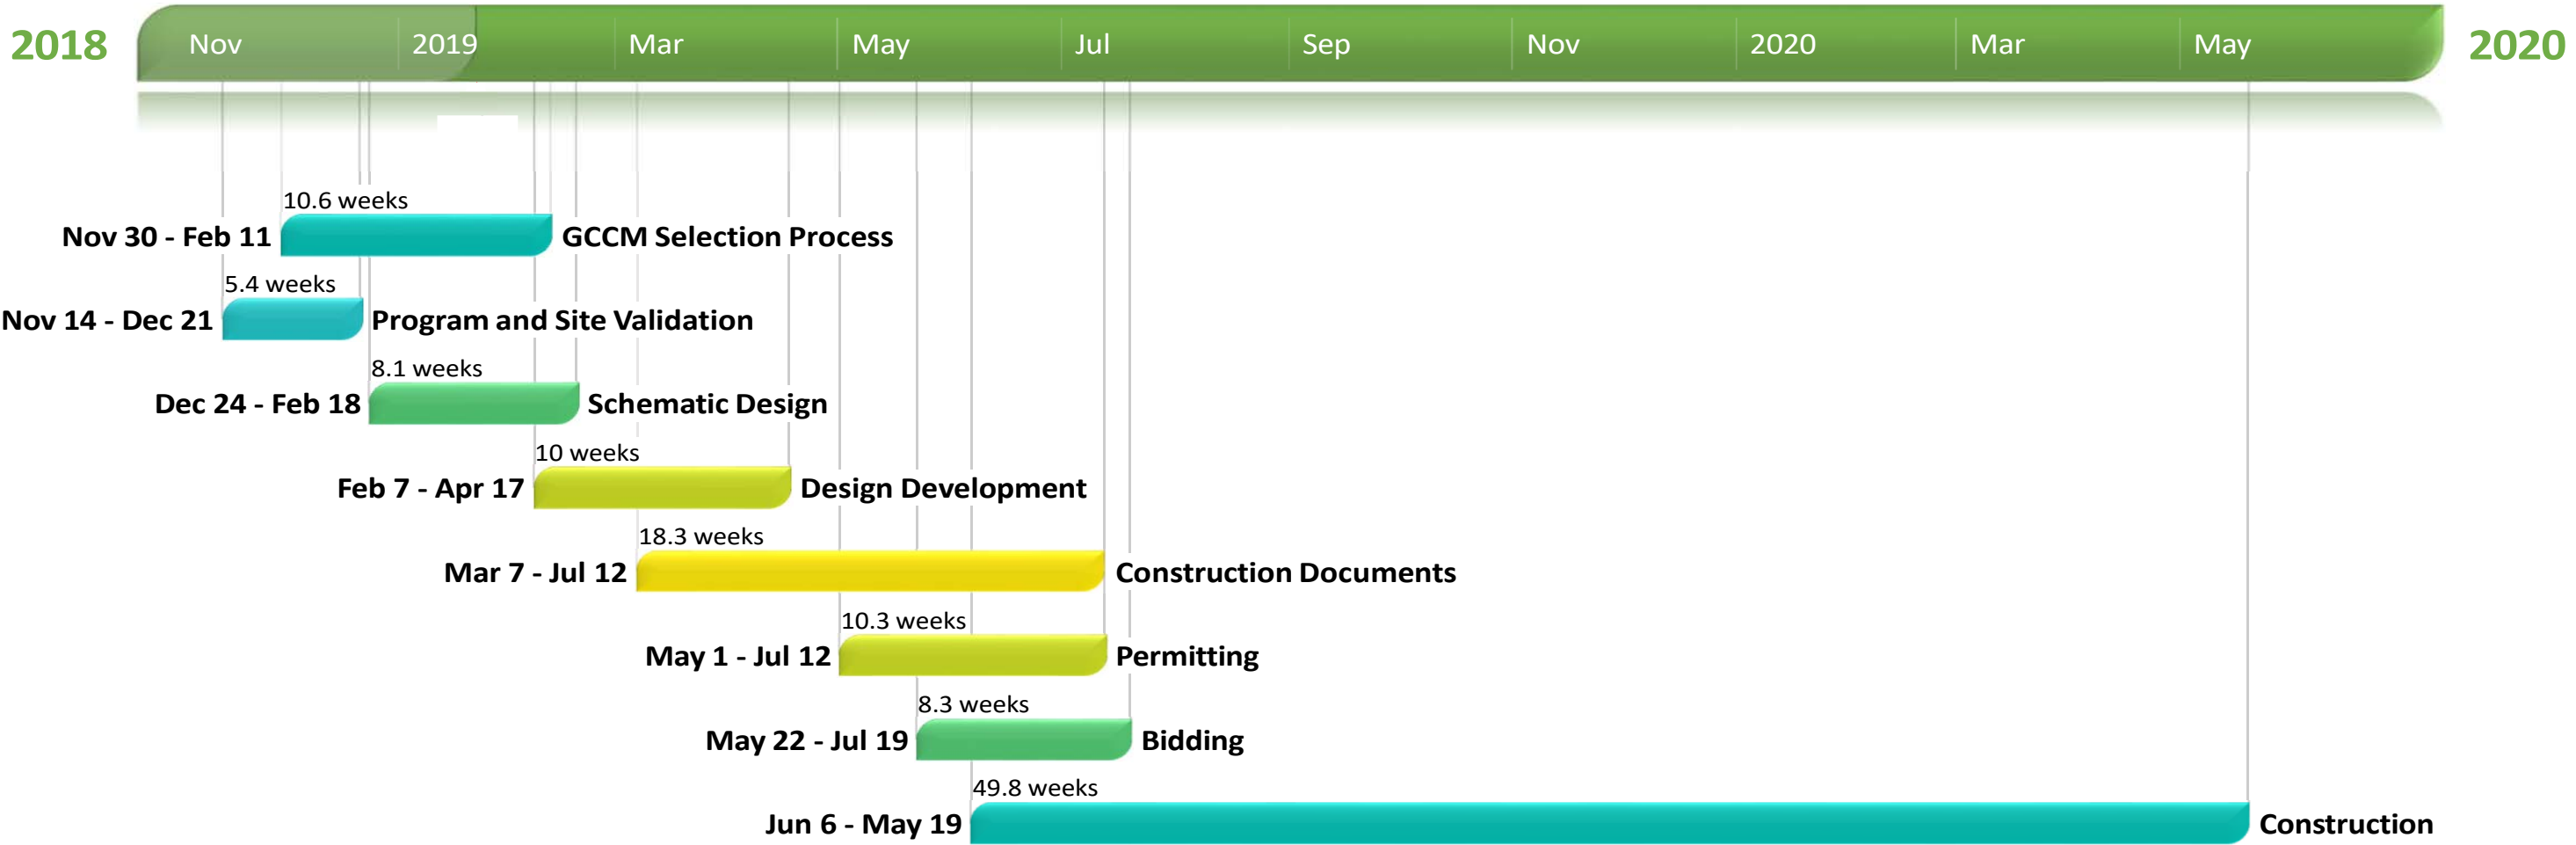 2018 Nov 2019 Mar May Jul Sep Nov 2020 Mar May 2020
10.6 weeks
Nov 30 - Feb 11 GCCM Selection Process
5.4 weeks
Nov 14 - Dec 21 Program and Site Validation
8.1 weeks
Dec 24 - Feb 18 Schematic Design
10 weeks
Feb 7 - Apr 17 Design Development
18.3 weeks
Mar 7 - Jul 12 Construction Documents
10.3 weeks
May 1 - Jul 12 Permitting
8.3 weeks
May 22 - Jul 19 Bidding
49.8 weeks
Jun 6 - May 19 Construction